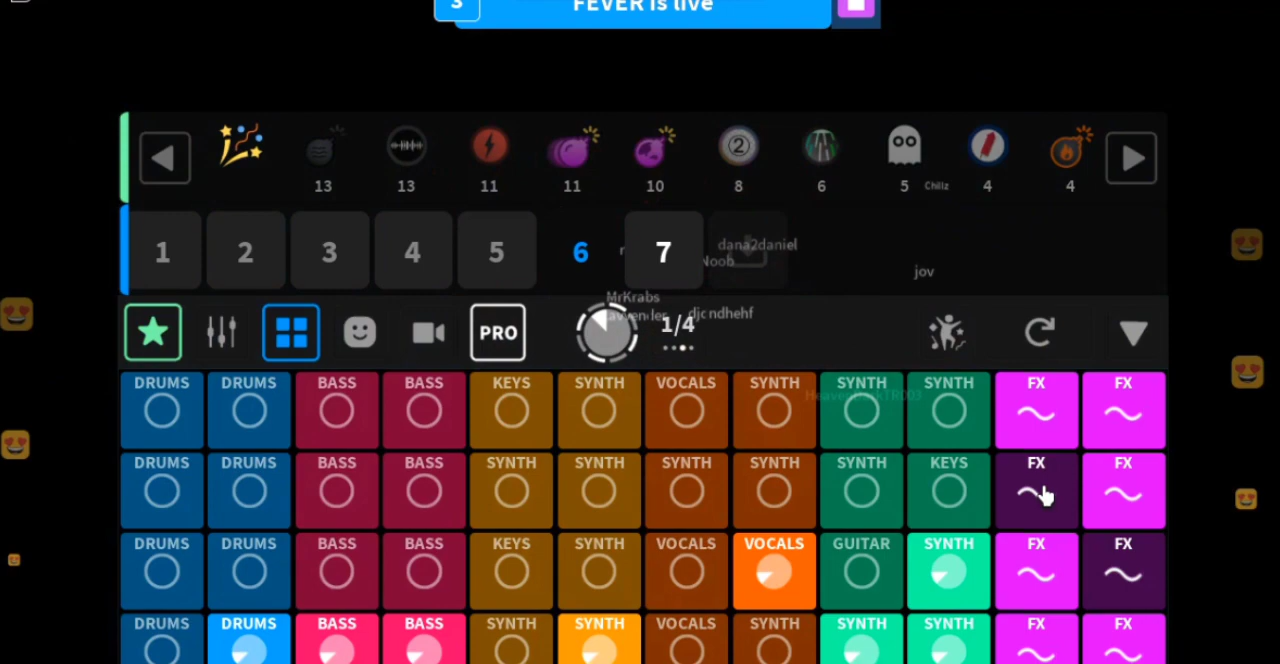 3 FEVER is live
2
13 13 11 11 10 8 6 5 Chillz 4 4
1 2 3 4 5 6 7
dana2daniel
Noob
jov
MrKrabs
djcndhehf
PRO 1/4
DRUMS DRUMS BASS BASS KEYS SYNTH VOCALS SYNTH SYNTH SYNTH FX FX
DRUMS DRUMS BASS BASS SYNTH SYNTH SYNTH SYNTH SYNTH KEYS FX FX
DRUMS DRUMS BASS BASS KEYS SYNTH VOCALS VOCALS GUITAR SYNTH FX FX
DRUMS DRUMS BASS BASS SYNTH SYNTH VOCALS VOCALS SYNTH SYNTH FX FX